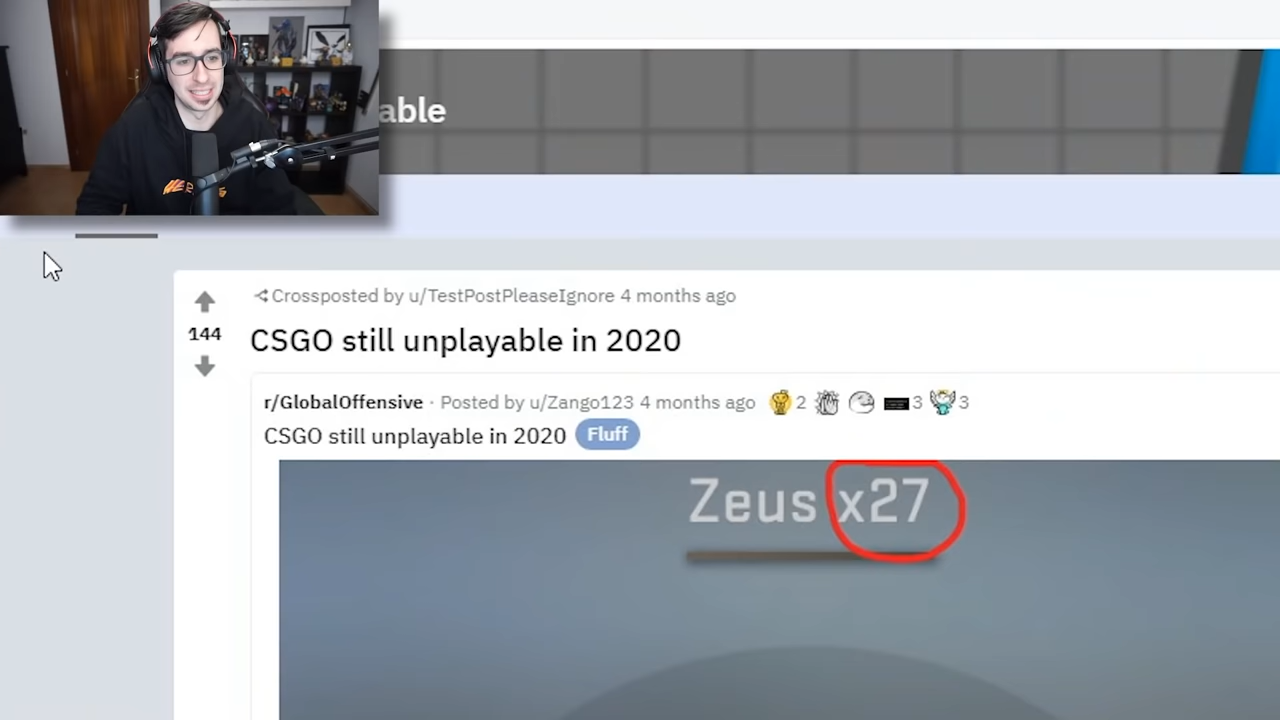 able
Crossposted by u/TestPostPleaseIgnore 4 months ago
144
CSGO still unplayable in 2020
r/GlobalOffensive · Posted by u/Zango123 4 months ago 2 3 3
CSGO still unplayable in 2020 Fluff
Zeus x27